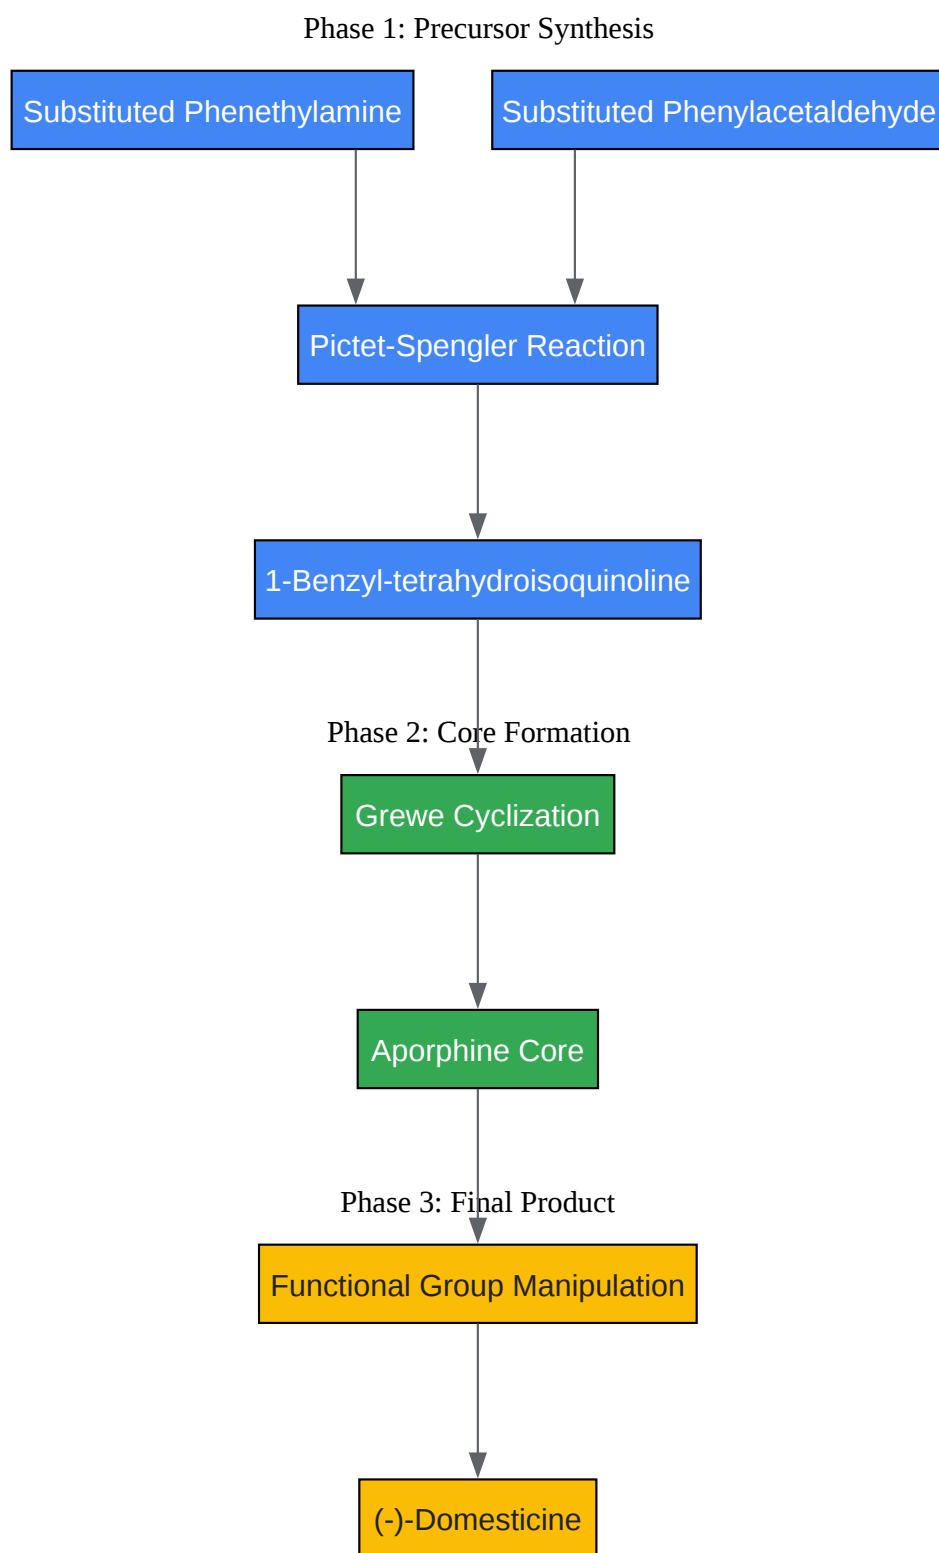 Phase 1: Precursor Synthesis
Substituted Phenethylamine
Substituted Phenylacetaldehyde
Pictet-Spengler Reaction
1-Benzyl-tetrahydroisoquinoline
Phase 2: Core Formation
Grewe Cyclization
Aporphine Core
Phase 3: Final Product
Functional Group Manipulation
(-)-Domesticine